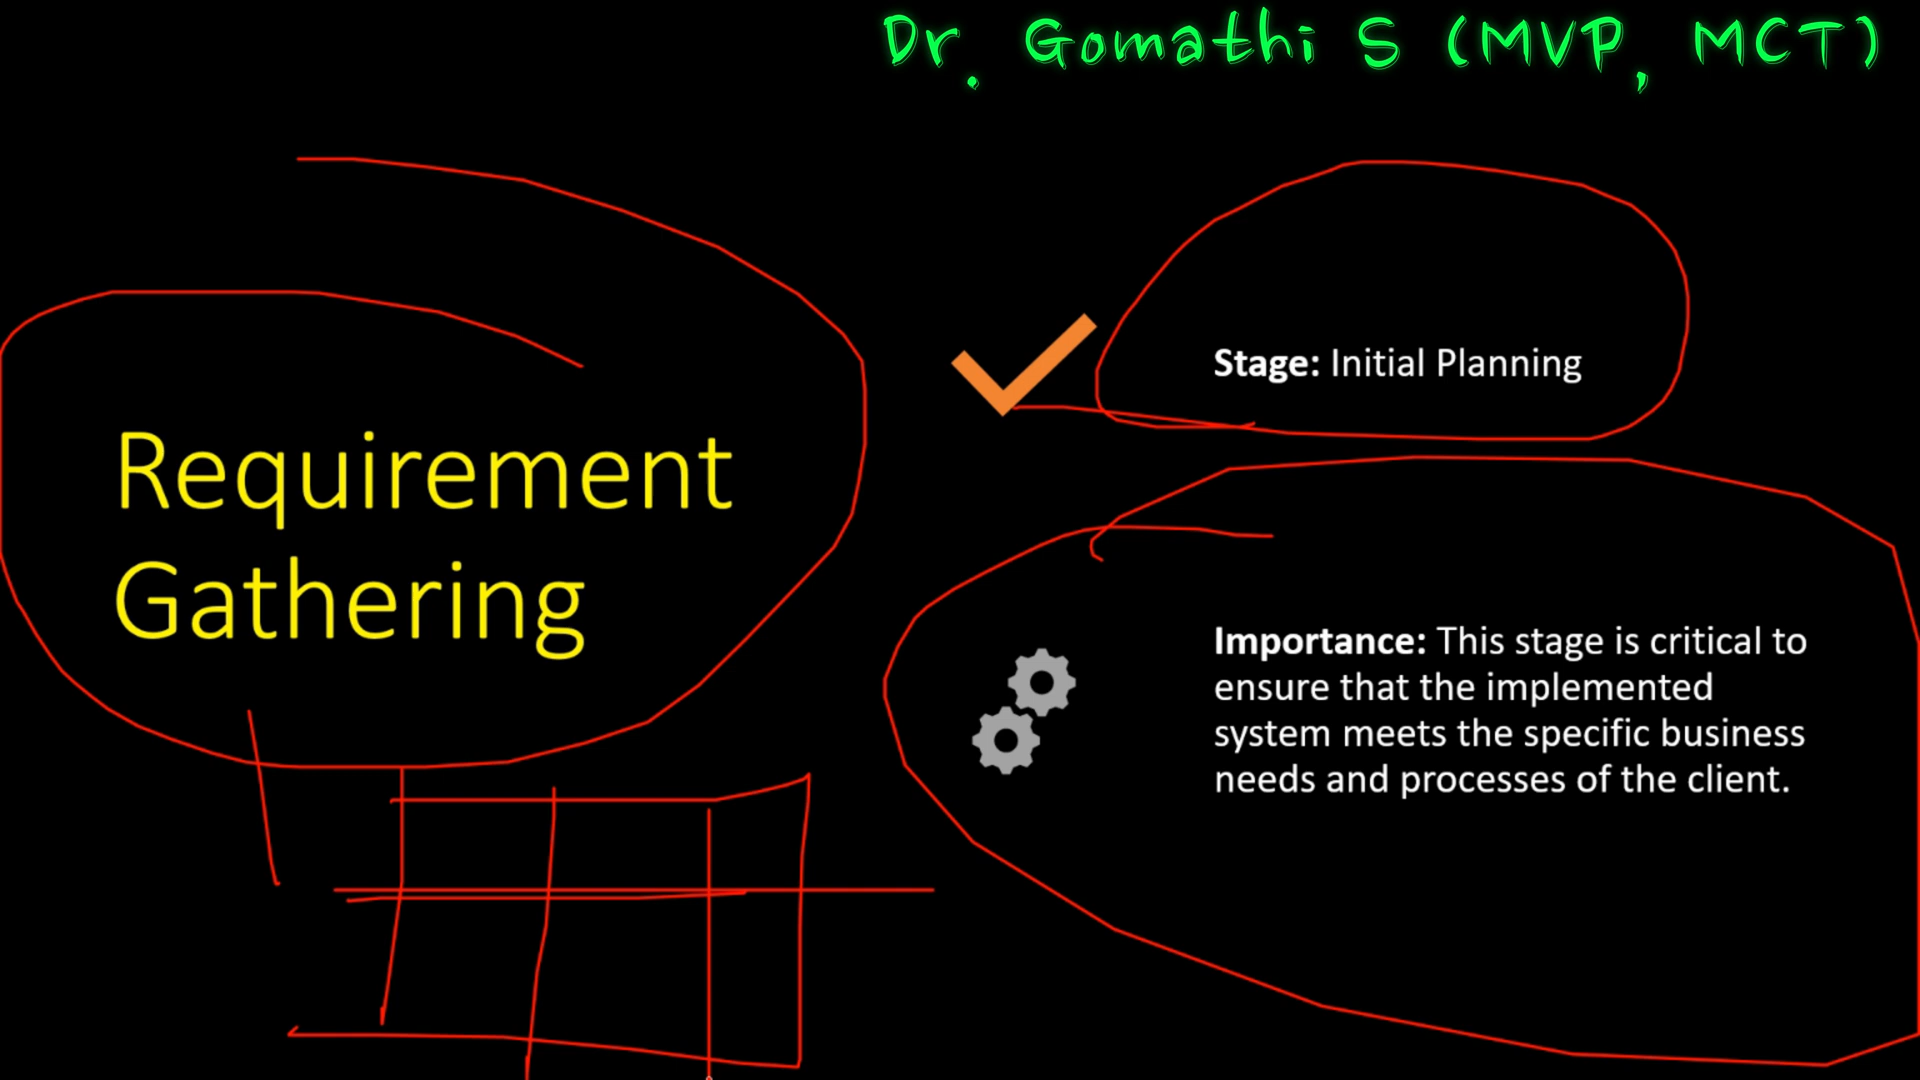 Dr. Gomathi S (MVP, MCT)
Requirement
Gathering
Stage: Initial Planning
Importance: This stage is critical to
ensure that the implemented
system meets the specific business
needs and processes of the client.